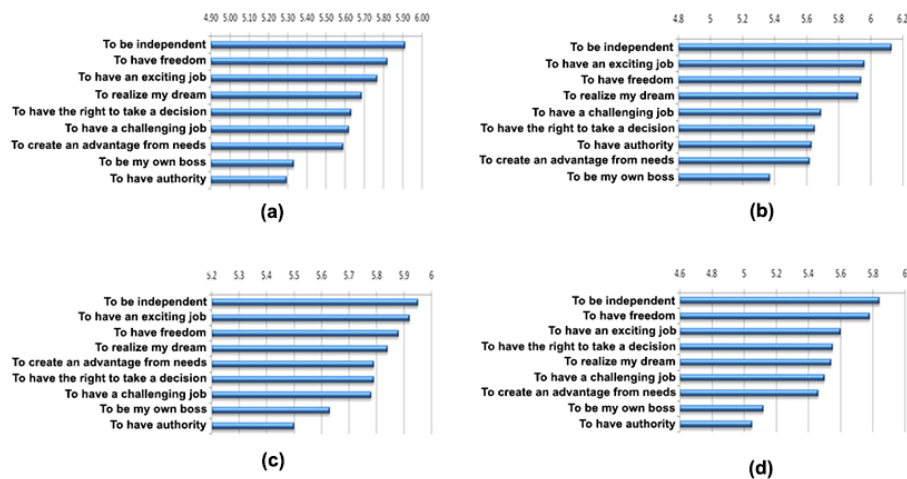 4.90 5.00 5.10 5.20 5.30 5.40 5.50 5.60 5.70 5.80 5.90 6.00
To be independent
To have freedom
To have an exciting job
To realize my dream
To have the right to take a decision
To have a challenging job
To create an advantage from needs
To be my own boss
To have authority
(a)
4.8 5 5.2 5.4 5.6 5.8 6 6.2
To be independent
To have an exciting job
To have freedom
To realize my dream
To have a challenging job
To have the right to take a decision
To have authority
To create an advantage from needs
To be my own boss
(b)
5.2 5.3 5.4 5.5 5.6 5.7 5.8 5.9 6
To be independent
To have an exciting job
To have freedom
To realize my dream
To create an advantage from needs
To have the right to take a decision
To have a challenging job
To be my own boss
To have authority
(c)
4.6 4.8 5 5.2 5.4 5.6 5.8 6
To be independent
To have freedom
To have an exciting job
To have the right to take a decision
To realize my dream
To have a challenging job
To create an advantage from needs
To be my own boss
To have authority
(d)